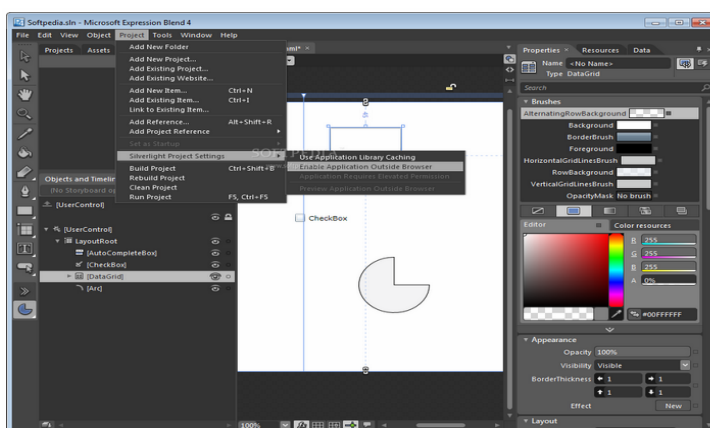 Softpedia.sln - Microsoft Expression Blend 4
File Edit View Object Project Tools Window Help
Projects Assets
Add New Folder
Add New Project...
Add Existing Project...
Add Existing Website...
Add New Item... Ctrl+N
Add Existing Item... Ctrl+I
Link to Existing Item...
Add Reference... Alt+Shift+R
Add Project Reference
Set as Startup
Silverlight Project Settings
Build Project Ctrl+Shift+B
Rebuild Project
Clean Project
Run Project F5, Ctrl+F5
Use Application Library Caching
Enable Application Outside Browser
Application Requires Elevated Permission...
Preview Application Outside Browser
SOFTPEDIA
Objects and Timeline
(No Storyboard op
[UserControl]
[UserControl]
LayoutRoot
[AutoCompleteBox]
[CheckBox]
[DataGrid]
[Arc]
CheckBox
100%
Properties Resources Data
Name <No Name>
Type DataGrid
Search
Brushes
AlternatingRowBackground
Background
BorderBrush
Foreground
HorizontalGridLinesBrush
RowBackground
VerticalGridLinesBrush
OpacityMask No brush
Editor Color resources
R 255
G 255
B 255
A 0%
#00FFFFFF
Appearance
Opacity 100%
Visibility Visible
BorderThickness 1 1
1 1
Effect New
Layout